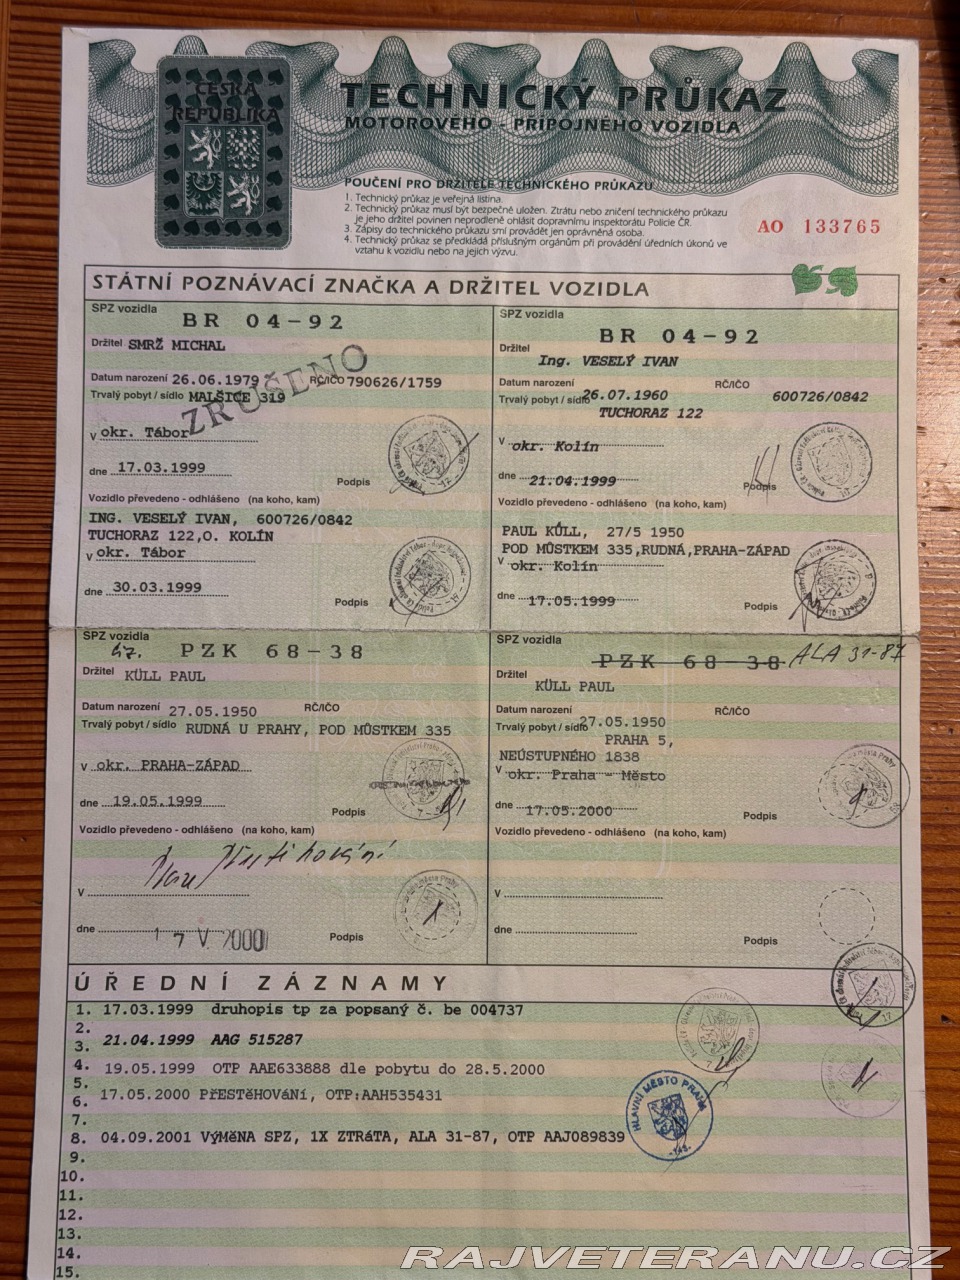 ČESKÁ
REPUBLIKA
TECHNICKÝ PRŮKAZ
MOTOROVÉHO - PŘÍPOJNÉHO VOZIDLA
POUČENÍ PRO DRŽITELE TECHNICKÉHO PRŮKAZU
1. Technický průkaz je veřejná listina.
2. Technický průkaz musí být bezpečně uložen. Ztrátu nebo zničení technického průkazu
je jeho držitel povinen neprodleně ohlásit dopravnímu inspektorátu Policie ČR.
3. Zápisy do technického průkazu smí provádět jen oprávněná osoba.
4. Technický průkaz se předkládá příslušným orgánům při provádění úředních úkonů ve
vztahu k vozidlu nebo na jejich výzvu.
AO 133765
STÁTNÍ POZNÁVACÍ ZNAČKA A DRŽITEL VOZIDLA
SPZ vozidla
BR 04-92
Držitel SMRŽ MICHAL
Datum narození 26.06.1979 RČ/IČO 790626/1759
Trvalý pobyt / sídlo MALŠICE 319
ZRUŠENO
v okr. Tábor
dne 17.03.1999
Podpis
Vozidlo převedeno - odhlášeno (na koho, kam)
ING. VESELÝ IVAN, 600726/0842
TUCHORAZ 122,O. KOLÍN
v okr. Tábor
dne 30.03.1999
Podpis
SPZ vozidla
BR 04-92
Držitel
Ing. VESELÝ IVAN
Datum narození 26.07.1960 RČ/IČO 600726/0842
Trvalý pobyt / sídlo
TUCHORAZ 122
v okr. Kolín
dne 21.04.1999
Podpis
Vozidlo převedeno - odhlášeno (na koho, kam)
PAUL KŮLL, 27/5 1950
POD MŮSTKEM 335,RUDNÁ,PRAHA-ZÁPAD
v okr. Kolín
dne 17.05.1999
Podpis
SPZ vozidla
PZK 68-38
Držitel KÜLL PAUL
Datum narození 27.05.1950 RČ/IČO
Trvalý pobyt / sídlo RUDNÁ U PRAHY, POD MŮSTKEM 335
v okr. PRAHA-ZÁPAD
dne 19.05.1999
Podpis
Vozidlo převedeno - odhlášeno (na koho, kam)
v
dne 17 V. 2000
Podpis
SPZ vozidla
PZK 68-38 ALA 31-87
Držitel
KÜLL PAUL
Datum narození RČ/IČO
Trvalý pobyt / sídlo 27.05.1950
PRAHA 5,
NEÚSTUPNÉHO 1838
v okr. Praha - Město
dne 17.05.2000
Podpis
Vozidlo převedeno - odhlášeno (na koho, kam)
v
dne
Podpis
ÚŘEDNÍ ZÁZNAMY
1. 17.03.1999 druhopis tp za popsaný č. be 004737
2.
3. 21.04.1999 AAG 515287
4. 19.05.1999 OTP AAE633888 dle pobytu do 28.5.2000
5.
6. 17.05.2000 PřESTěHOVáNí, OTP:AAH535431
7.
8. 04.09.2001 VýMěNA SPZ, 1X ZTRáTA, ALA 31-87, OTP AAJ089839
HLAVNÍ MĚSTO PRAHA
-145-
9.
10.
11.
12.
13.
14.
15.
RAJVETERANU.CZ